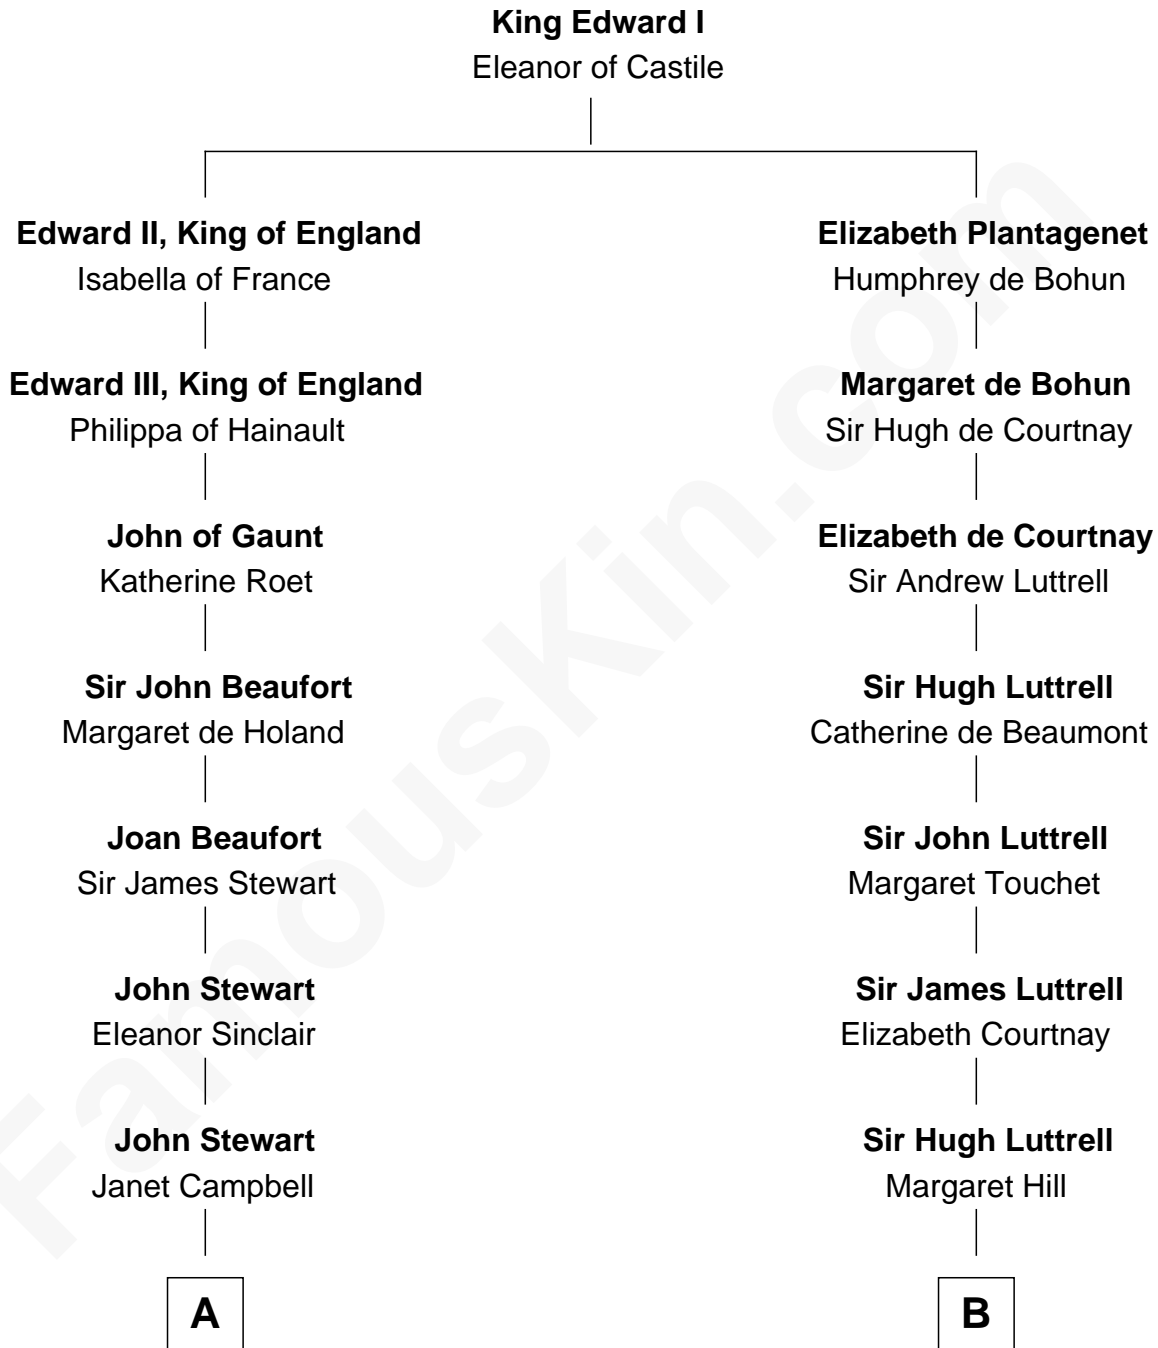 King Edward I
Eleanor of Castile
Edward II, King of England
Isabella of France
Edward III, King of England
Philippa of Hainault
John of Gaunt
Katherine Roet
Sir John Beaufort
Margaret de Holand
Joan Beaufort
Sir James Stewart
John Stewart
Eleanor Sinclair
John Stewart
Janet Campbell
A
Elizabeth Plantagenet
Humphrey de Bohun
Margaret de Bohun
Sir Hugh de Courtnay
Elizabeth de Courtnay
Sir Andrew Luttrell
Sir Hugh Luttrell
Catherine de Beaumont
Sir John Luttrell
Margaret Touchet
Sir James Luttrell
Elizabeth Courtnay
Sir Hugh Luttrell
Margaret Hill
B
FamousKin.com